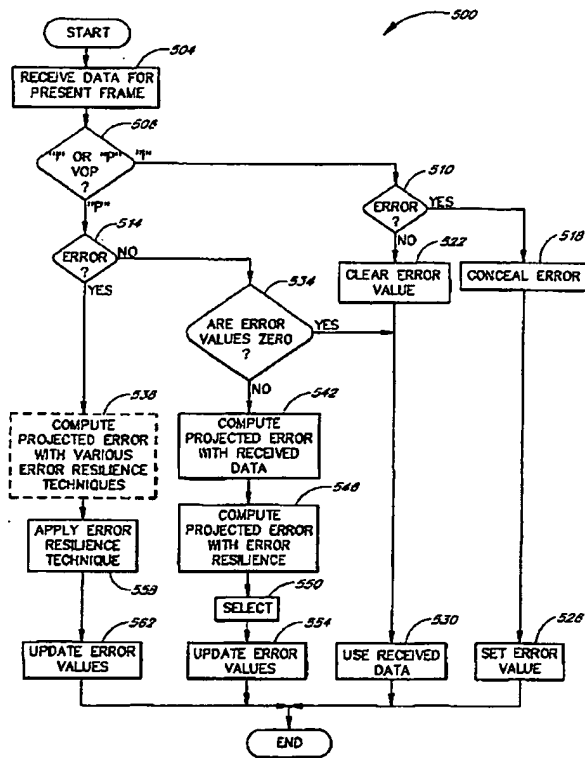 500
START
504
RECEIVE DATA FOR
PRESENT FRAME
508
"I" OR "P"
VOP
?
"I"
"P"
510
ERROR
?
YES
NO
514
ERROR
?
NO
YES
518
CONCEAL ERROR
522
CLEAR ERROR
VALUE
534
ARE ERROR
VALUES ZERO
?
YES
NO
538
COMPUTE
PROJECTED ERROR
WITH VARIOUS
ERROR RESILIENCE
TECHNIQUES
542
COMPUTE
PROJECTED ERROR
WITH RECEIVED
DATA
546
COMPUTE
PROJECTED ERROR
WITH ERROR
RESILIENCE
APPLY ERROR
RESILIENCE
TECHNIQUE
558
550
SELECT
562
UPDATE ERROR
VALUES
554
UPDATE ERROR
VALUES
530
USE RECEIVED
DATA
526
SET ERROR
VALUE
END